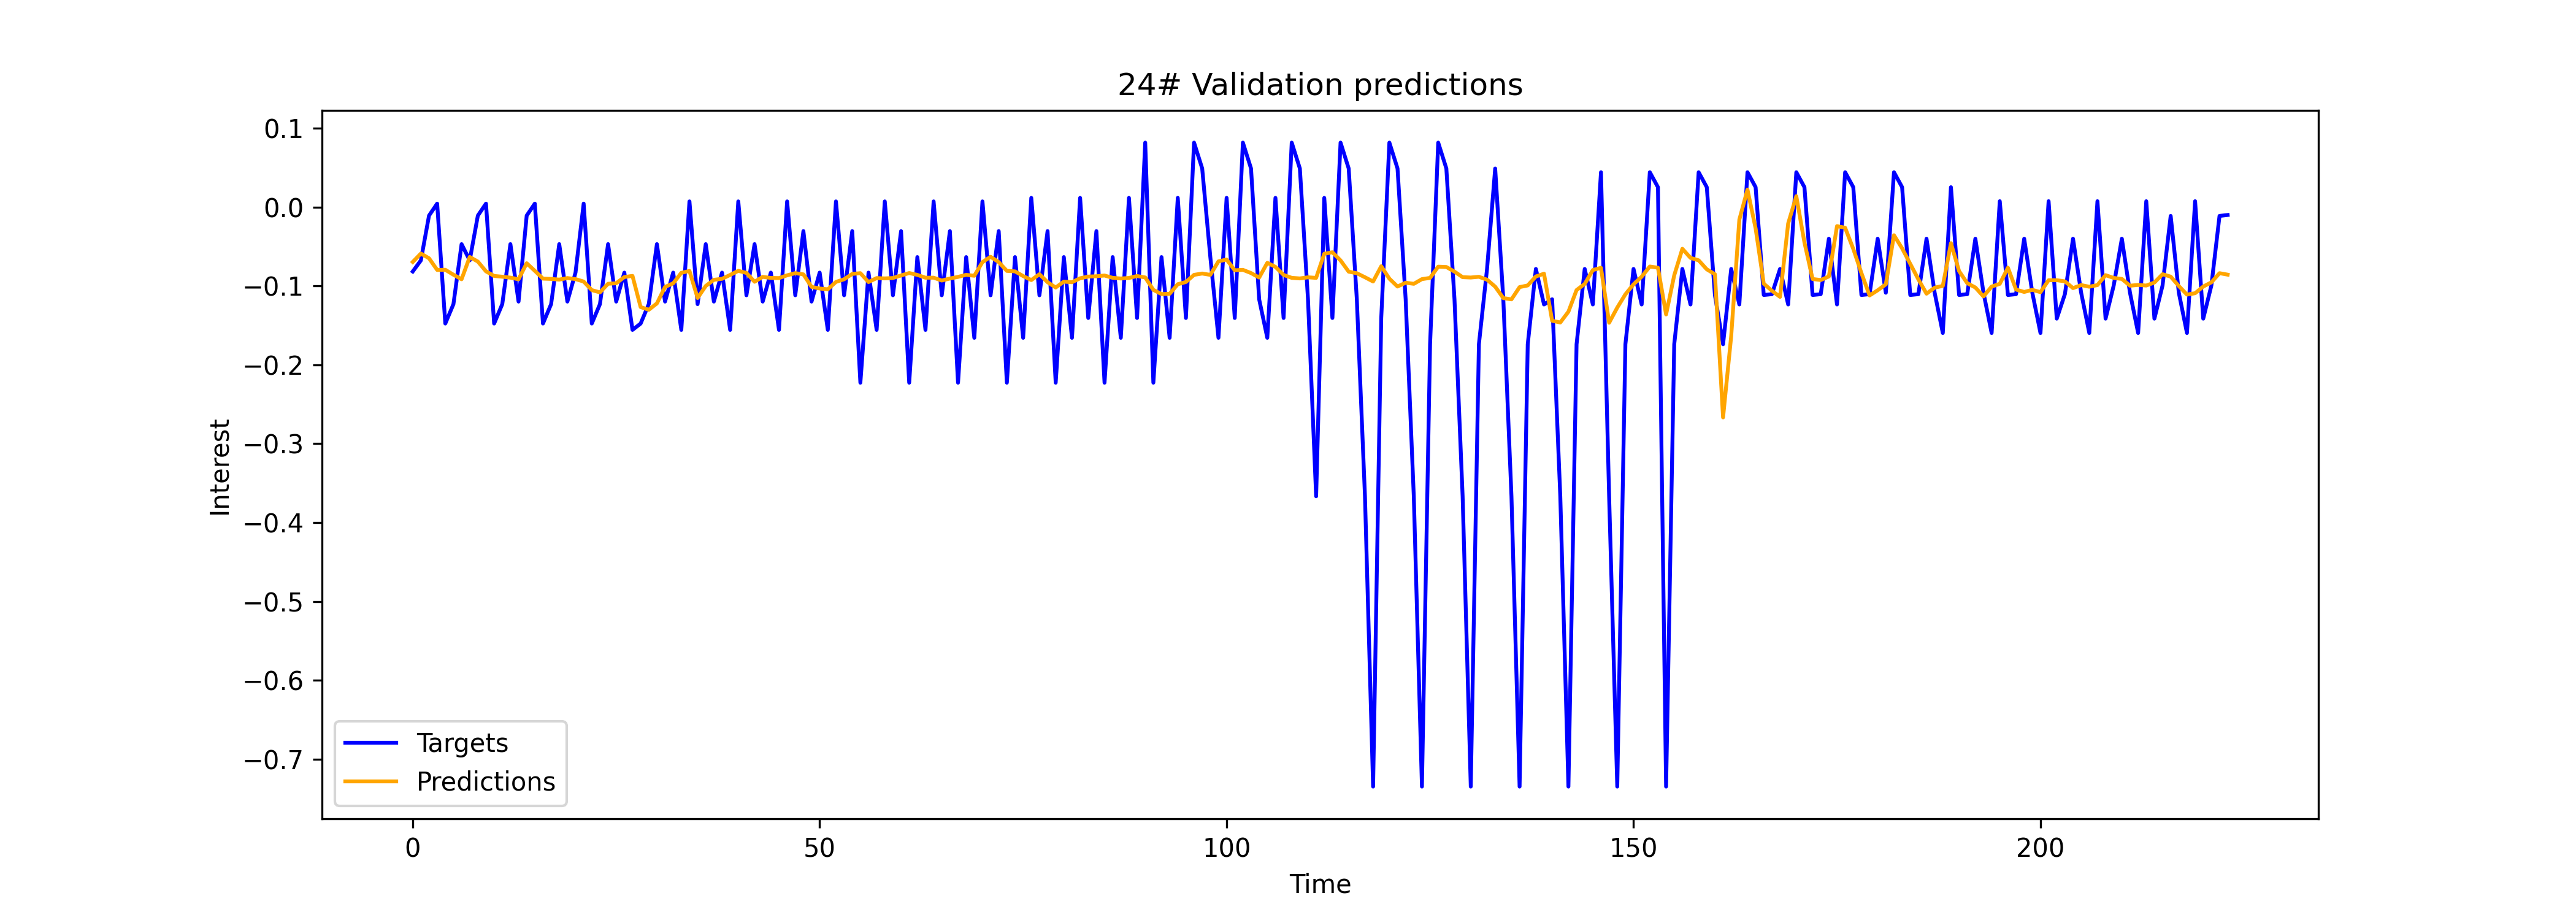 24# Validation predictions
0.1
0.0
−0.1
−0.2
−0.3
−0.4
−0.5
−0.6
−0.7
Interest
Targets
Predictions
0 50 100 150 200
Time